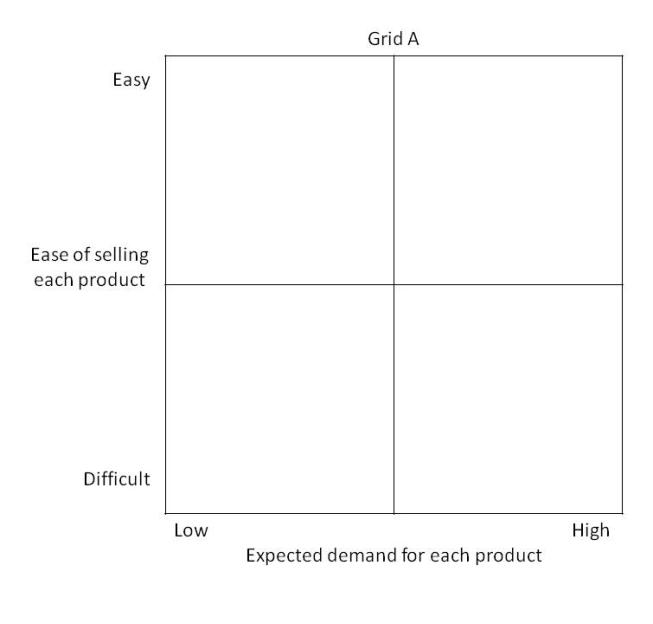 Grid A
Easy
Ease of selling
each product
Difficult
Low
High
Expected demand for each product